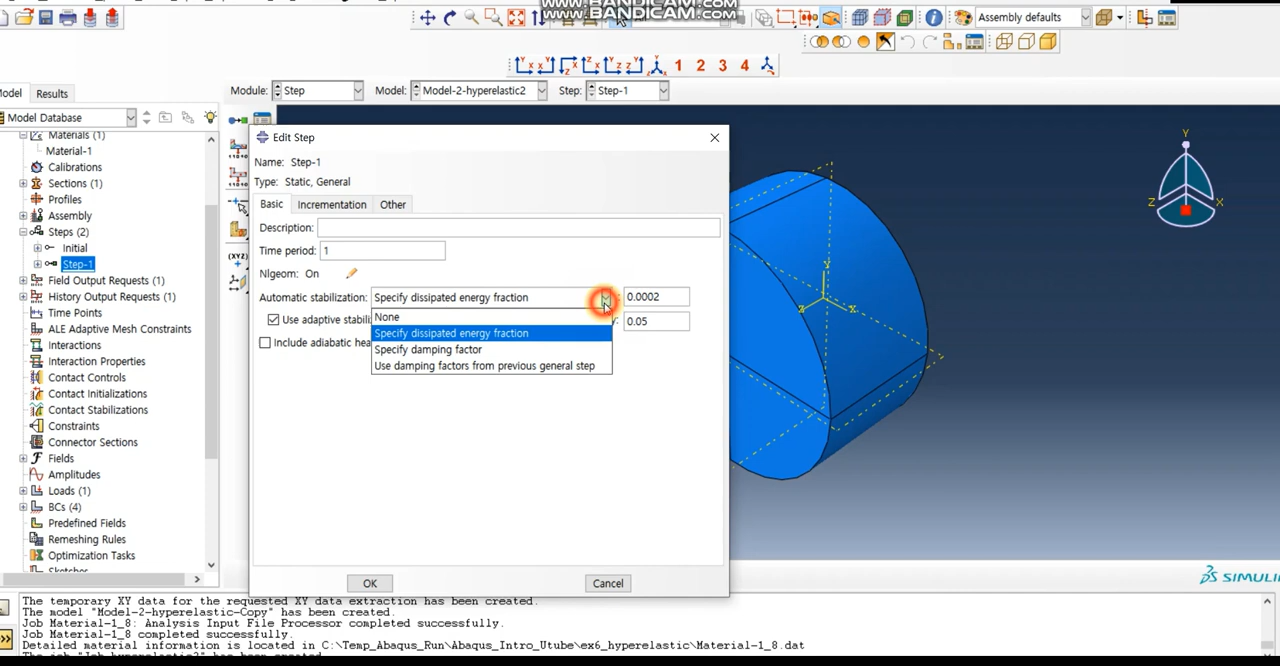 www.BANDICAM.com
www.BANDICAM.com
Assembly defaults
1 2 3 4
Model Results
Module: Step Model: Model-2-hyperelastic2 Step: Step-1
Model Database
Materials (1)
Material-1
Calibrations
Sections (1)
Profiles
Assembly
Steps (2)
Initial
Step-1
Field Output Requests (1)
History Output Requests (1)
Time Points
ALE Adaptive Mesh Constraints
Interactions
Interaction Properties
Contact Controls
Contact Initializations
Contact Stabilizations
Constraints
Connector Sections
Fields
Amplitudes
Loads (1)
BCs (4)
Predefined Fields
Remeshing Rules
Optimization Tasks
Sketches
Edit Step
Name: Step-1
Type: Static, General
Basic Incrementation Other
Description:
Time period: 1
Nlgeom: On
Automatic stabilization: Specify dissipated energy fraction : 0.0002
None
Use adaptive stabili : 0.05
Specify dissipated energy fraction
Include adiabatic hea
Specify damping factor
Use damping factors from previous general step
OK Cancel
Y
Z X
Y
Z X
SIMULI
The temporary XY data for the requested XY data extraction has been created.
The model "Model-2-hyperelastic-Copy" has been created.
Job Material-1_8: Analysis Input File Processor completed successfully.
Job Material-1_8 completed successfully.
Detailed material information is located in C:\Temp_Abaqus_Run\Abaqus_Intro_Utube\ex6_hyperelastic\Material-1_8.dat